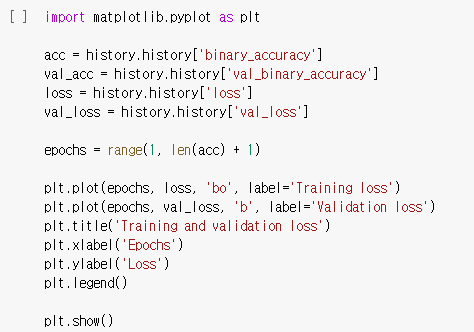 [ ] import matplotlib.pyplot as plt
acc = history.history['binary_accuracy']
val_acc = history.history['val_binary_accuracy']
loss = history.history['loss']
val_loss = history.history['val_loss']
epochs = range(1, len(acc) + 1)
plt.plot(epochs, loss, 'bo', label='Training loss')
plt.plot(epochs, val_loss, 'b', label='Validation loss')
plt.title('Training and validation loss')
plt.xlabel('Epochs')
plt.ylabel('Loss')
plt.legend()
plt.show()